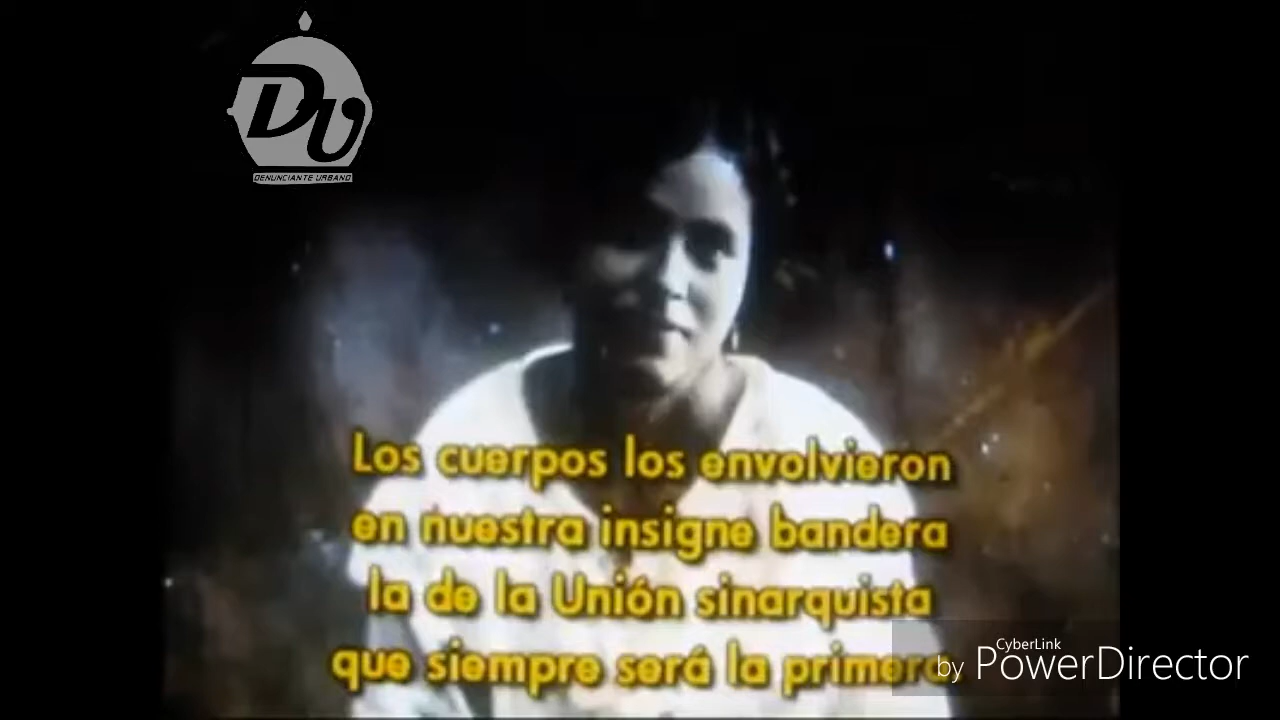 DU
DENUNCIANTE URBANO
Los cuerpos los envolvieron
en nuestra insigne bandera
la de la Unión sinarquista
que siempre será la primera
CyberLink
by PowerDirector